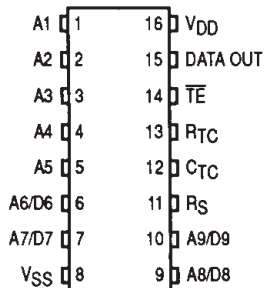 A1 1 16 VDD
A2 2 15 DATA OUT
A3 3 14 T̅E̅
A4 4 13 RTC
A5 5 12 CTC
A6/D6 6 11 RS
A7/D7 7 10 A9/D9
VSS 8 9 A8/D8